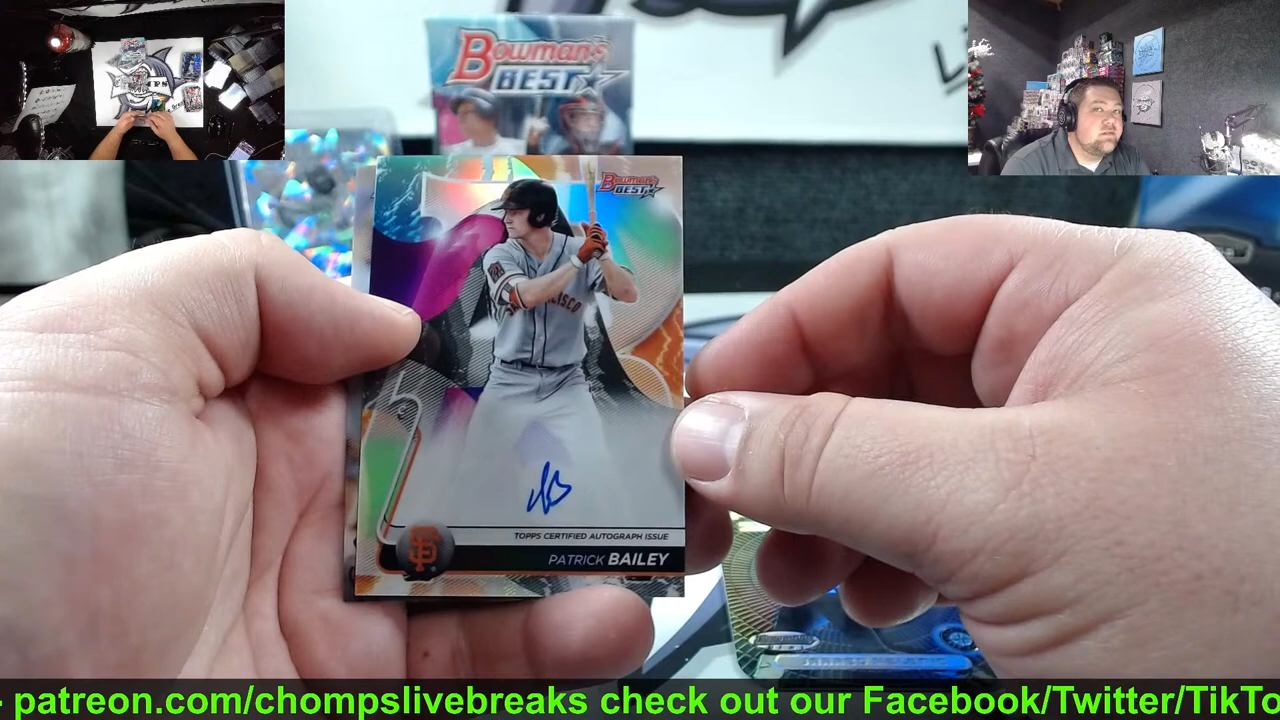 BOWMAN'S
BEST
BOWMAN'S
BEST
SF
TOPPS CERTIFIED AUTOGRAPH ISSUE
PATRICK BAILEY
patreon.com/chompslivebreaks check out our Facebook/Twitter/TikTo